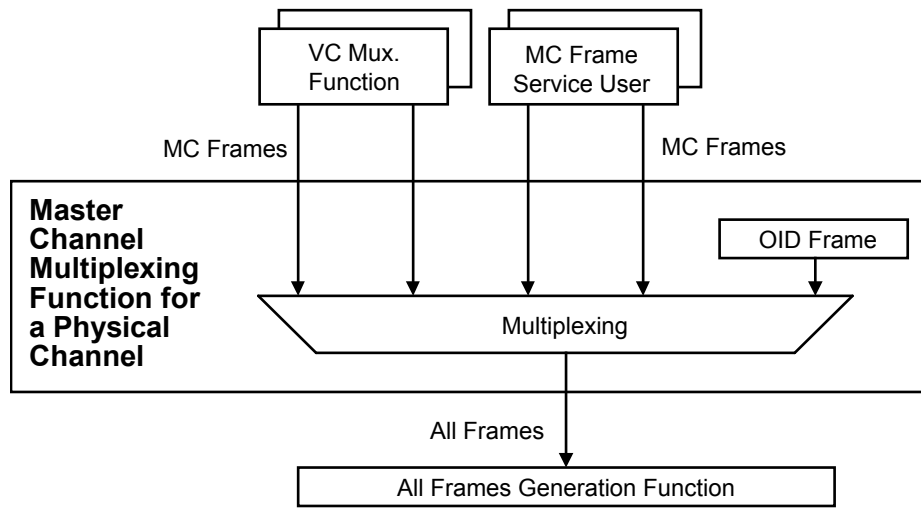 VC Mux.
Function
MC Frame
Service User
MC Frames
MC Frames
Master
Channel
Multiplexing
Function for
a Physical
Channel
OID Frame
Multiplexing
All Frames
All Frames Generation Function